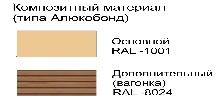 Композитный материал
(типа Алюкобонд)
Основной
RAL -1001
Дополнительный
(вагонка)
RAL -8024